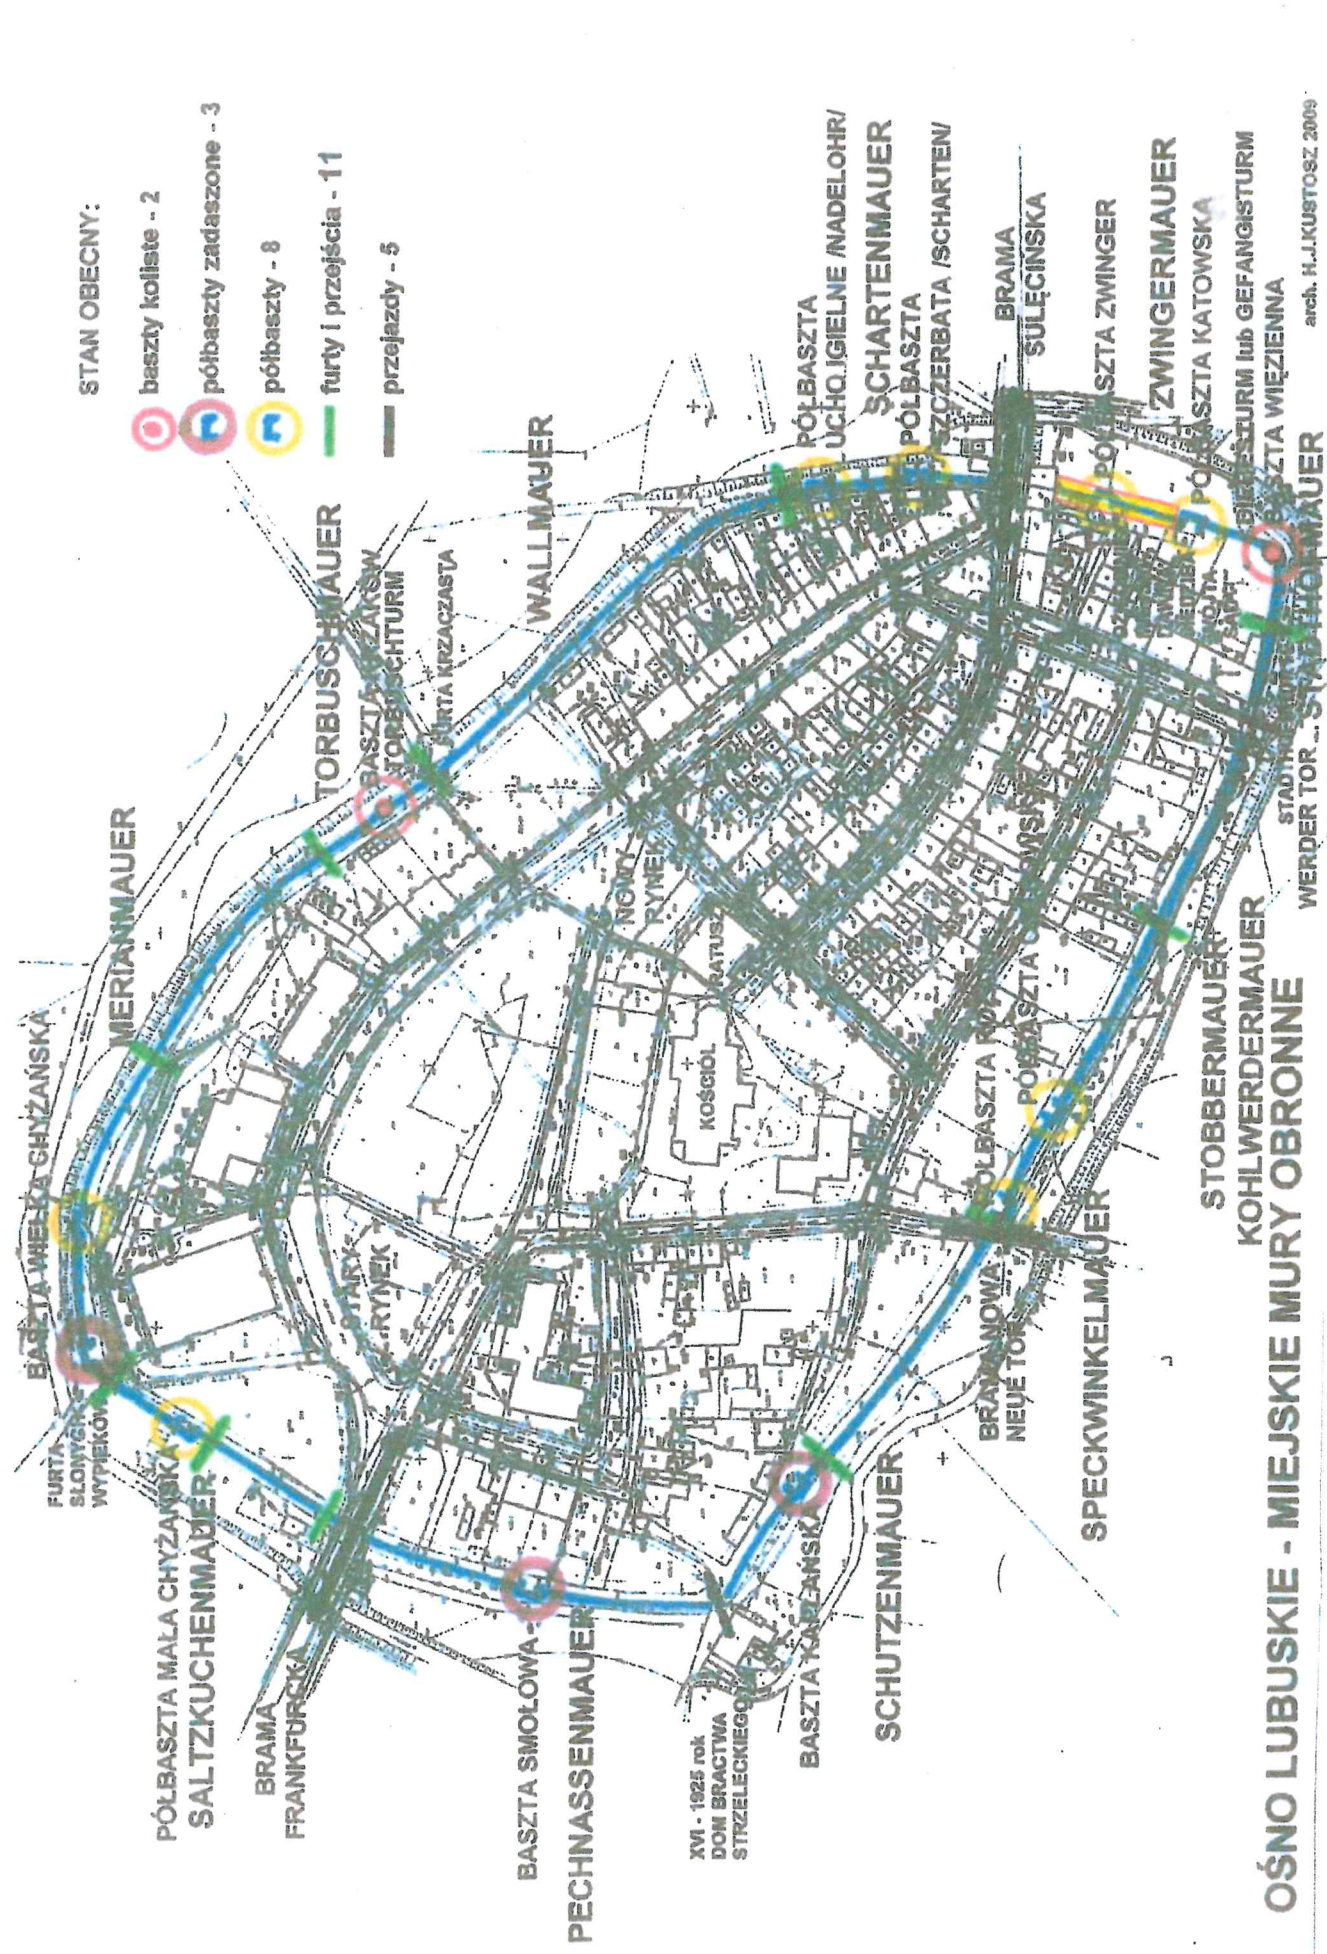 STAN OBECNY:
baszty koliste - 2
półbaszty zadaszone - 3
półbaszty - 8
furty i przejścia - 11
przejazdy - 5
BASZTA WIELKA CHYŻAŃSKA
MERIANMAUER
TORBUSCHMAUER
FURTA KRZACZASTA
WALLMAUER
FURTA
SŁONYCH
WYPIEKÓW
PÓŁBASZTA MAŁA CHYŻAŃSKA
SALTZKUCHENMAUER
BRAMA
FRANKFURCKA
STARY
RYNEK
NOWY
RYNEK
RATUSZ
KOŚCIÓŁ
PÓŁBASZTA
UCHO IGIELNE /NADELOHR/
SCHARTENMAUER
PÓŁBASZTA
SZCZERBATA /SCHARTEN/
BRAMA
SULĘCIŃSKA
PÓŁBASZTA ZWINGER
ZWINGERMAUER
PÓŁBASZTA KATOWSKA
lub GEFANGISTURM
BASZTA WIĘZIENNA
BASZTA SMOŁOWA
PECHNASSENMAUER
XVI - 1925 rok
DOM BRACTWA
STRZELECKIEGO
BASZTA KAPŁAŃSKA
SCHUTZENMAUER
BRAMA NOWA
NEUE TOR
SPECKWINKELMAUER
PÓŁBASZTA
PÓŁBASZTA
STOBBERMAUER
KOHLWERDERMAUER
WERDER TOR
OŚNO LUBUSKIE - MIEJSKIE MURY OBRONNE
arch. H.J.KUSTOSZ 2009